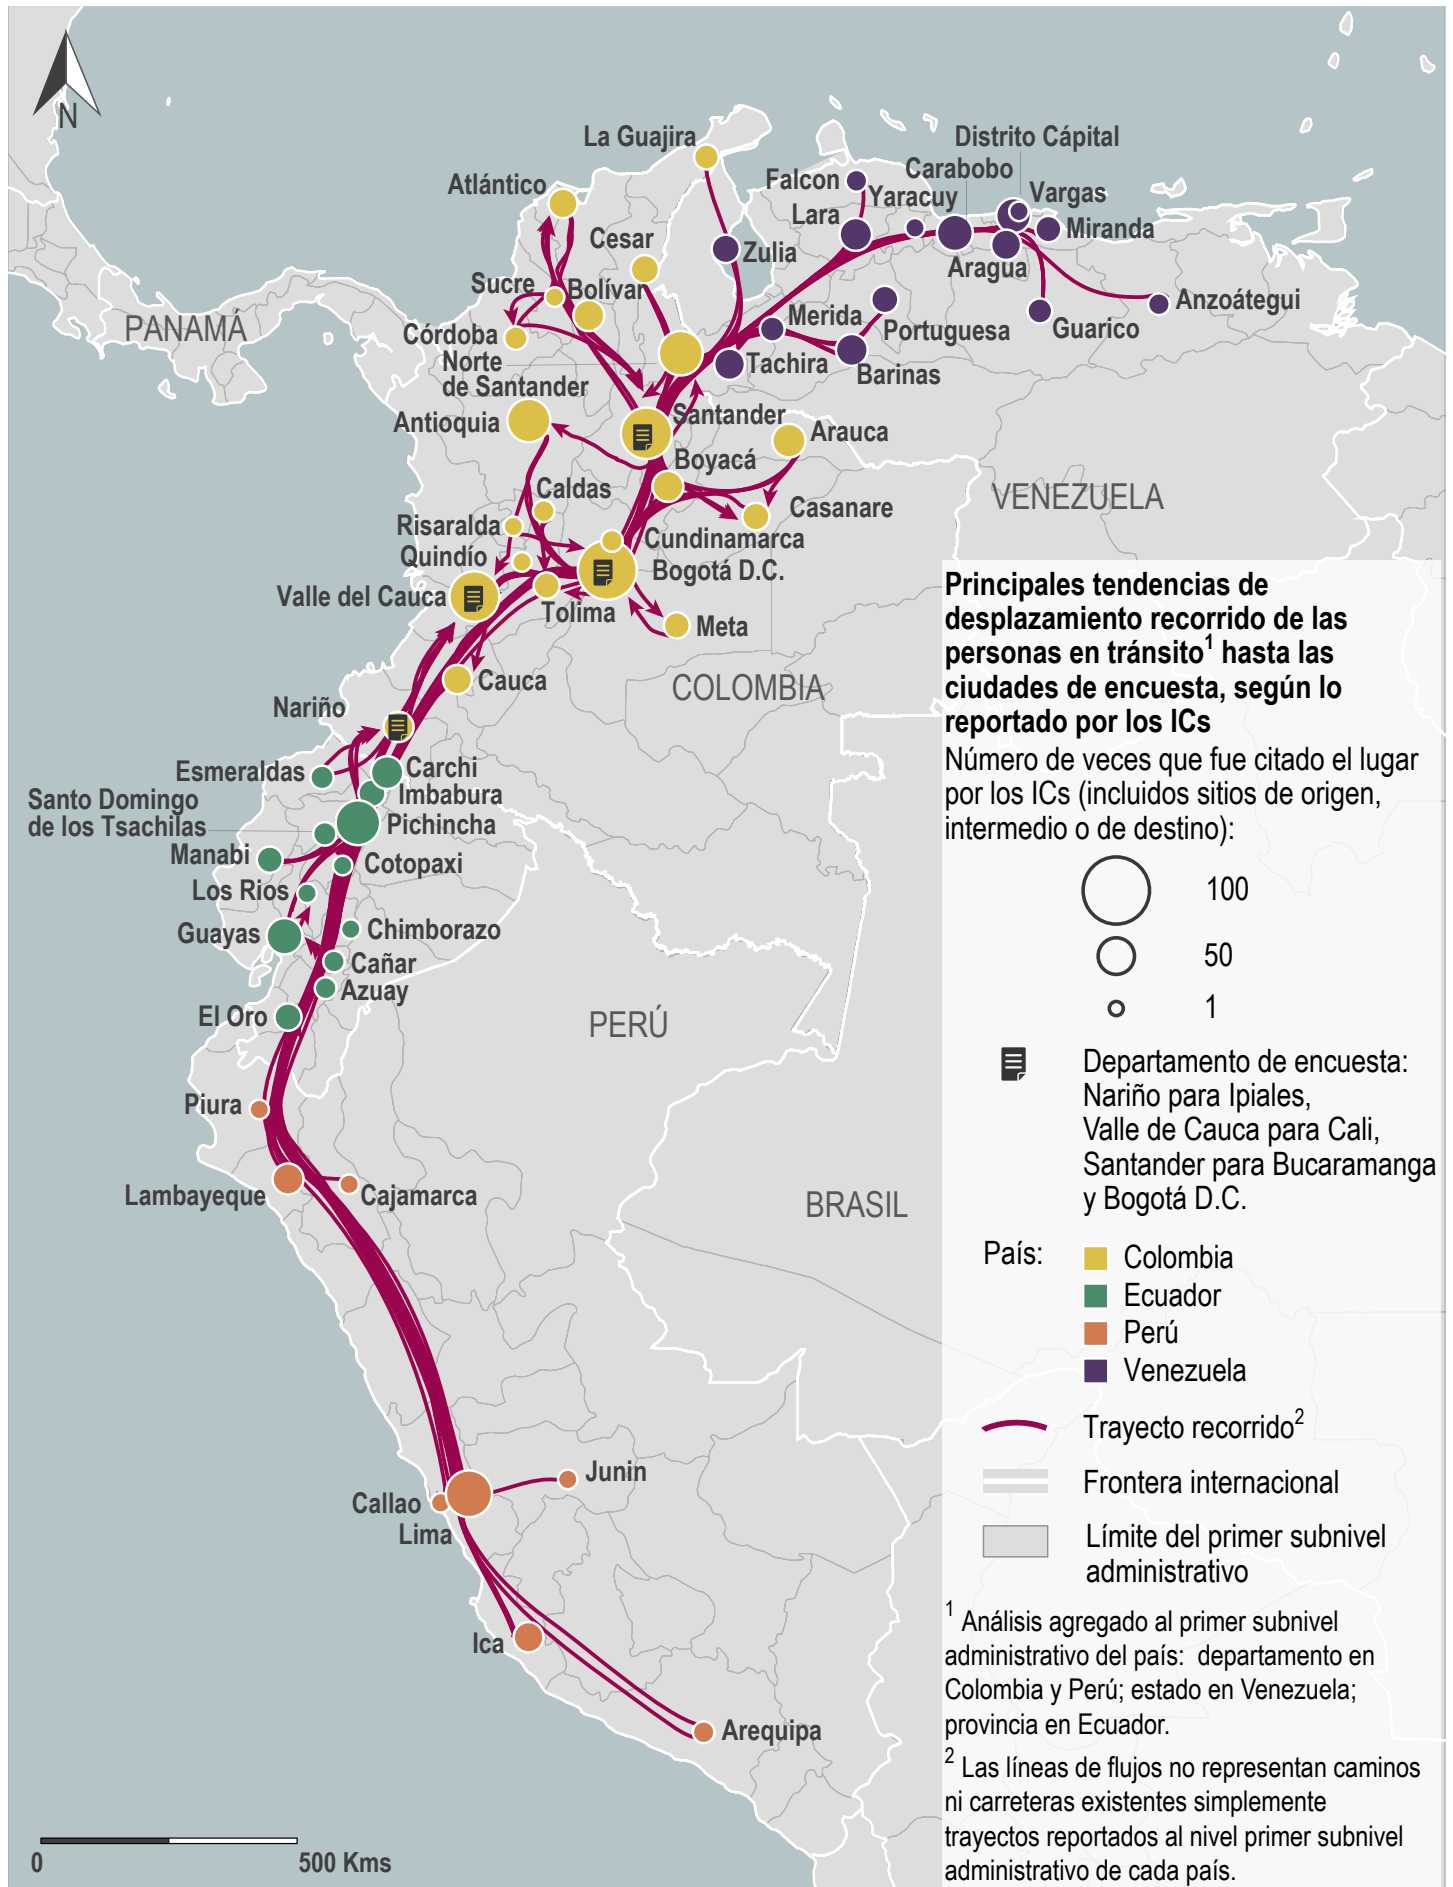 N
La Guajira
Distrito Cápital
Carabobo
Atlántico
Falcon
Yaracuy
Vargas
Lara
Miranda
Cesar
Zulia
Aragua
Sucre
Bolívar
Merida
Anzoátegui
PANAMÁ
Portuguesa
Guarico
Córdoba
Norte
de Santander
Tachira
Barinas
Antioquia
Santander
Arauca
Boyacá
Caldas
VENEZUELA
Casanare
Risaralda
Cundinamarca
Quindío
Bogotá D.C.
Valle del Cauca
Tolima
Meta
Cauca
COLOMBIA
Nariño
Esmeraldas
Carchi
Imbabura
Santo Domingo
de los Tsachilas
Pichincha
Manabi
Cotopaxi
Los Rios
Guayas
Chimborazo
Cañar
Azuay
El Oro
PERÚ
Piura
Lambayeque
Cajamarca
BRASIL
Junin
Callao
Lima
Ica
Arequipa
0
500 Kms
Principales tendencias de
desplazamiento recorrido de las
personas en tránsito1 hasta las
ciudades de encuesta, según lo
reportado por los ICs
Número de veces que fue citado el lugar
por los ICs (incluidos sitios de origen,
intermedio o de destino):
100
50
1
Departamento de encuesta:
Nariño para Ipiales,
Valle de Cauca para Cali,
Santander para Bucaramanga
y Bogotá D.C.
País:
Colombia
Ecuador
Perú
Venezuela
Trayecto recorrido2
Frontera internacional
Límite del primer subnivel
administrativo
1 Análisis agregado al primer subnivel
administrativo del país: departamento en
Colombia y Perú; estado en Venezuela;
provincia en Ecuador.
2 Las líneas de flujos no representan caminos
ni carreteras existentes simplemente
trayectos reportados al nivel primer subnivel
administrativo de cada país.